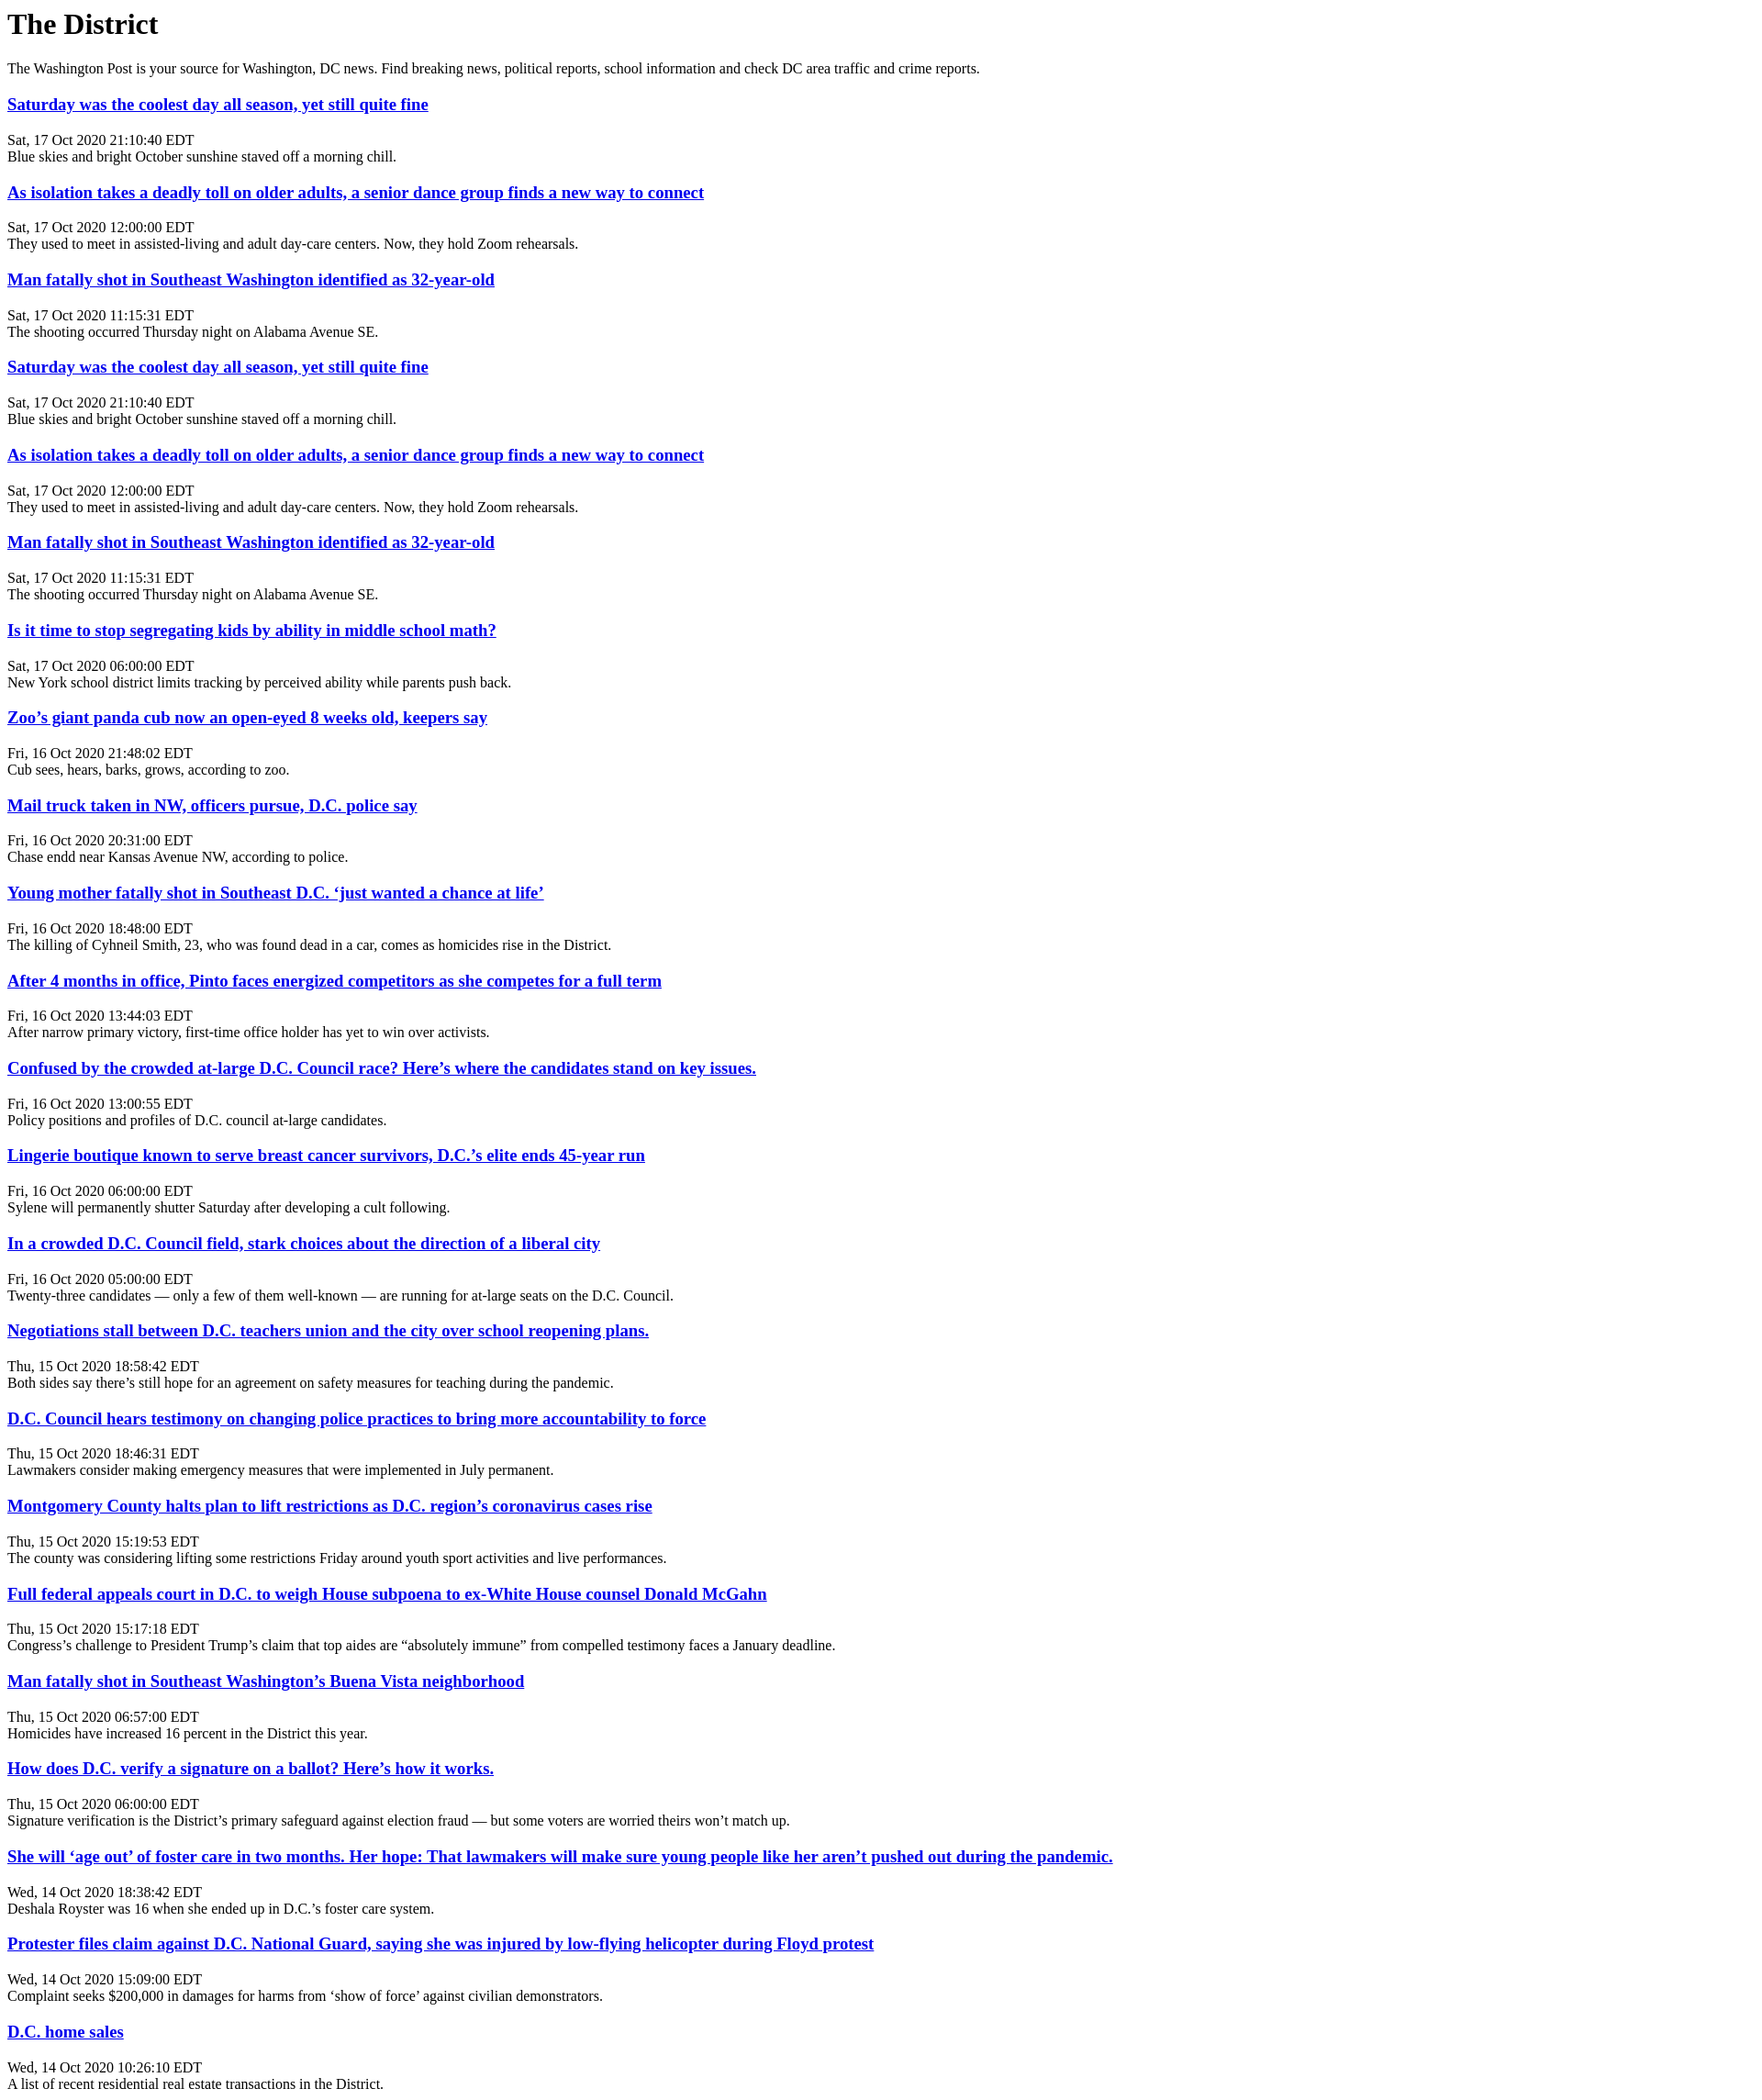 The District
The Washington Post is your source for Washington, DC news. Find breaking news, political reports, school information and check DC area traffic and crime reports.
Saturday was the coolest day all season, yet still quite fine
Sat, 17 Oct 2020 21:10:40 EDT
Blue skies and bright October sunshine staved off a morning chill.
As isolation takes a deadly toll on older adults, a senior dance group finds a new way to connect
Sat, 17 Oct 2020 12:00:00 EDT
They used to meet in assisted-living and adult day-care centers. Now, they hold Zoom rehearsals.
Man fatally shot in Southeast Washington identified as 32-year-old
Sat, 17 Oct 2020 11:15:31 EDT
The shooting occurred Thursday night on Alabama Avenue SE.
Saturday was the coolest day all season, yet still quite fine
Sat, 17 Oct 2020 21:10:40 EDT
Blue skies and bright October sunshine staved off a morning chill.
As isolation takes a deadly toll on older adults, a senior dance group finds a new way to connect
Sat, 17 Oct 2020 12:00:00 EDT
They used to meet in assisted-living and adult day-care centers. Now, they hold Zoom rehearsals.
Man fatally shot in Southeast Washington identified as 32-year-old
Sat, 17 Oct 2020 11:15:31 EDT
The shooting occurred Thursday night on Alabama Avenue SE.
Is it time to stop segregating kids by ability in middle school math?
Sat, 17 Oct 2020 06:00:00 EDT
New York school district limits tracking by perceived ability while parents push back.
Zoo’s giant panda cub now an open-eyed 8 weeks old, keepers say
Fri, 16 Oct 2020 21:48:02 EDT
Cub sees, hears, barks, grows, according to zoo.
Mail truck taken in NW, officers pursue, D.C. police say
Fri, 16 Oct 2020 20:31:00 EDT
Chase endd near Kansas Avenue NW, according to police.
Young mother fatally shot in Southeast D.C. ‘just wanted a chance at life’
Fri, 16 Oct 2020 18:48:00 EDT
The killing of Cyhneil Smith, 23, who was found dead in a car, comes as homicides rise in the District.
After 4 months in office, Pinto faces energized competitors as she competes for a full term
Fri, 16 Oct 2020 13:44:03 EDT
After narrow primary victory, first-time office holder has yet to win over activists.
Confused by the crowded at-large D.C. Council race? Here’s where the candidates stand on key issues.
Fri, 16 Oct 2020 13:00:55 EDT
Policy positions and profiles of D.C. council at-large candidates.
Lingerie boutique known to serve breast cancer survivors, D.C.’s elite ends 45-year run
Fri, 16 Oct 2020 06:00:00 EDT
Sylene will permanently shutter Saturday after developing a cult following.
In a crowded D.C. Council field, stark choices about the direction of a liberal city
Fri, 16 Oct 2020 05:00:00 EDT
Twenty-three candidates — only a few of them well-known — are running for at-large seats on the D.C. Council.
Negotiations stall between D.C. teachers union and the city over school reopening plans.
Thu, 15 Oct 2020 18:58:42 EDT
Both sides say there’s still hope for an agreement on safety measures for teaching during the pandemic.
D.C. Council hears testimony on changing police practices to bring more accountability to force
Thu, 15 Oct 2020 18:46:31 EDT
Lawmakers consider making emergency measures that were implemented in July permanent.
Montgomery County halts plan to lift restrictions as D.C. region’s coronavirus cases rise
Thu, 15 Oct 2020 15:19:53 EDT
The county was considering lifting some restrictions Friday around youth sport activities and live performances.
Full federal appeals court in D.C. to weigh House subpoena to ex-White House counsel Donald McGahn
Thu, 15 Oct 2020 15:17:18 EDT
Congress’s challenge to President Trump’s claim that top aides are “absolutely immune” from compelled testimony faces a January deadline.
Man fatally shot in Southeast Washington’s Buena Vista neighborhood
Thu, 15 Oct 2020 06:57:00 EDT
Homicides have increased 16 percent in the District this year.
How does D.C. verify a signature on a ballot? Here’s how it works.
Thu, 15 Oct 2020 06:00:00 EDT
Signature verification is the District’s primary safeguard against election fraud — but some voters are worried theirs won’t match up.
She will ‘age out’ of foster care in two months. Her hope: That lawmakers will make sure young people like her aren’t pushed out during the pandemic.
Wed, 14 Oct 2020 18:38:42 EDT
Deshala Royster was 16 when she ended up in D.C.’s foster care system.
Protester files claim against D.C. National Guard, saying she was injured by low-flying helicopter during Floyd protest
Wed, 14 Oct 2020 15:09:00 EDT
Complaint seeks $200,000 in damages for harms from ‘show of force’ against civilian demonstrators.
D.C. home sales
Wed, 14 Oct 2020 10:26:10 EDT
A list of recent residential real estate transactions in the District.